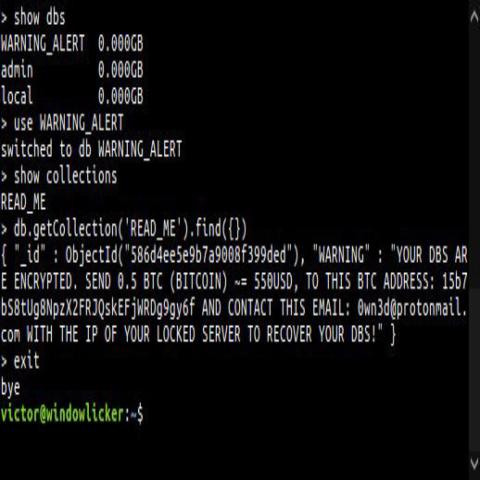 > show dbs
WARNING_ALERT  0.000GB
admin          0.000GB
local          0.000GB
> use WARNING_ALERT
switched to db WARNING_ALERT
> show collections
READ_ME
> db.getCollection('READ_ME').find({})
{ "_id" : ObjectId("586d4ee5e9b7a9008f399ded"), "WARNING" : "YOUR DBS AR
E ENCRYPTED. SEND 0.5 BTC (BITCOIN) ~= 550USD, TO THIS BTC ADDRESS: 15b7
bS8tUg8NpzX2FRJQskEFjWRDg9gy6f AND CONTACT THIS EMAIL: 0wn3d@protonmail.
com WITH THE IP OF YOUR LOCKED SERVER TO RECOVER YOUR DBS!" }
> exit
bye
victor@windowlicker:~$